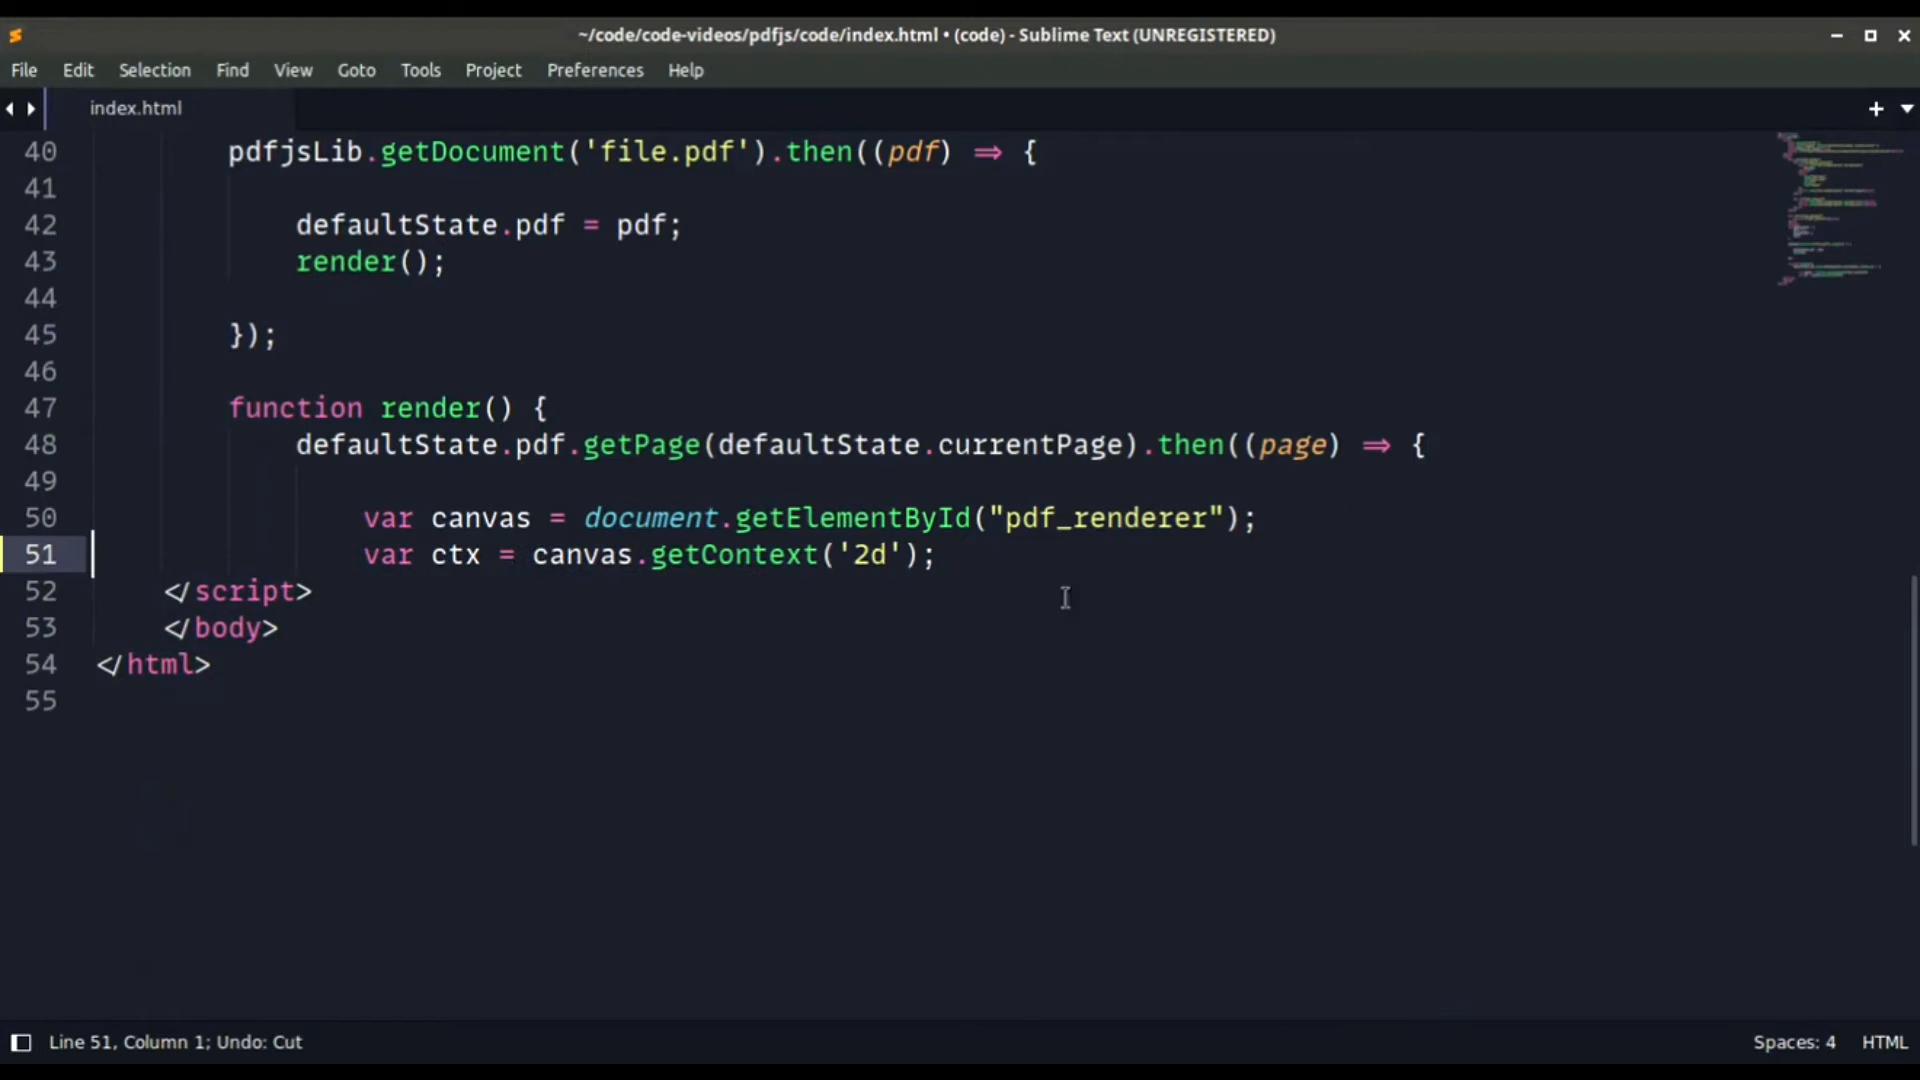 ~/code/code-videos/pdfjs/code/index.html • (code) - Sublime Text (UNREGISTERED)
File Edit Selection Find View Goto Tools Project Preferences Help
index.html
40 pdfjsLib.getDocument('file.pdf').then((pdf) => {
41
42 defaultState.pdf = pdf;
43 render();
44
45 });
46
47 function render() {
48 defaultState.pdf.getPage(defaultState.currentPage).then((page) => {
49
50 var canvas = document.getElementById("pdf_renderer");
51 var ctx = canvas.getContext('2d');
52 </script>
53 </body>
54 </html>
55
Line 51, Column 1; Undo: Cut Spaces: 4 HTML